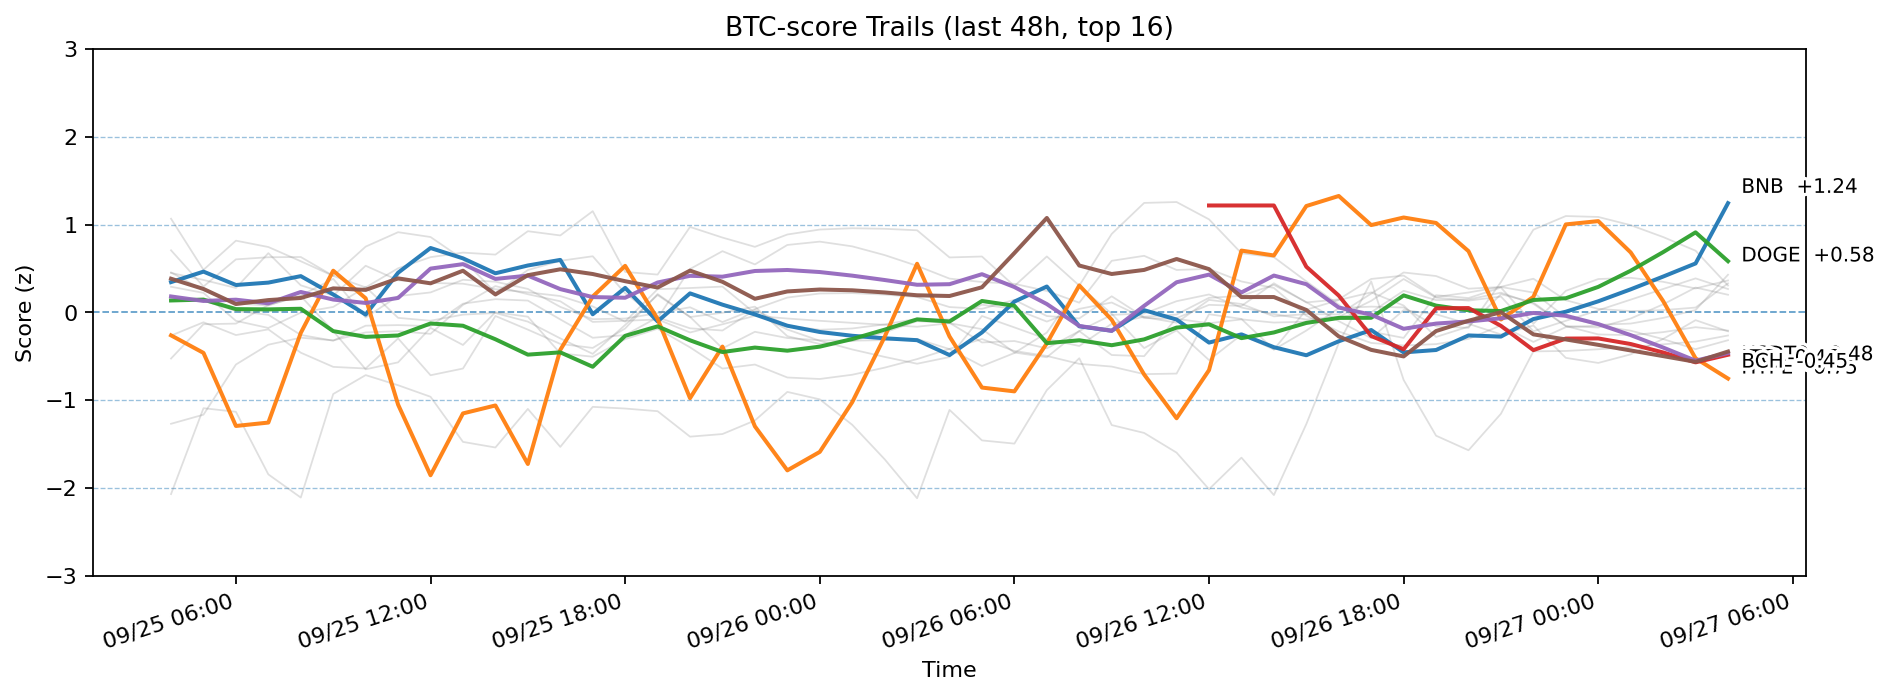 BTC-score Trails (last 48h, top 16)
Score (z)
3
2
1
0
−1
−2
−3
BNB +1.24
DOGE +0.58
BCH -0.45
09/25 06:00
09/25 12:00
09/25 18:00
09/26 00:00
09/26 06:00
09/26 12:00
09/26 18:00
09/27 00:00
09/27 06:00
Time